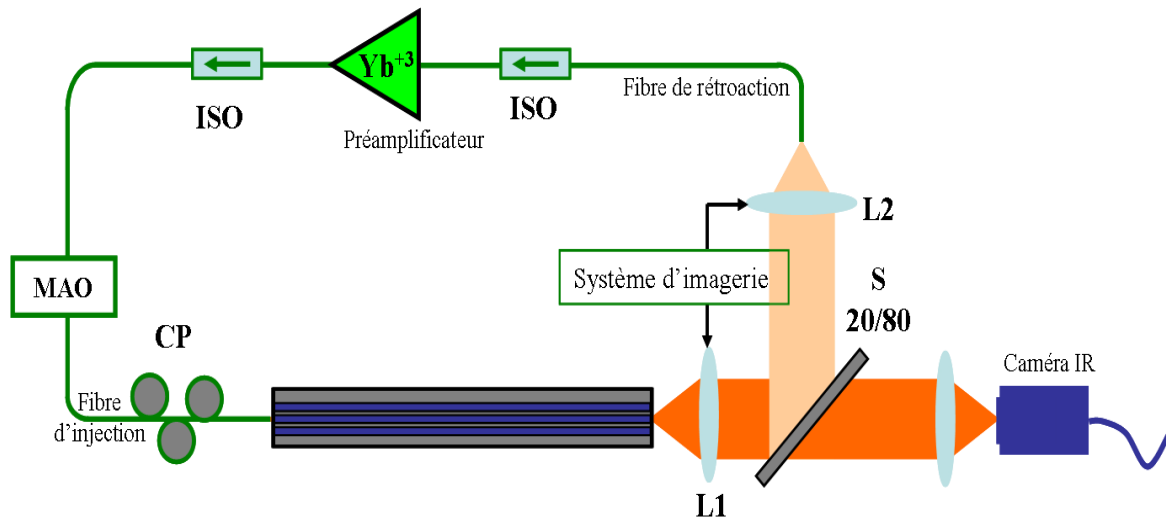 Yb+3
ISO
ISO
Préamplificateur
Fibre de rétroaction
L2
Système d’imagerie
S
20/80
MAO
CP
Caméra IR
Fibre
d’injection
L1